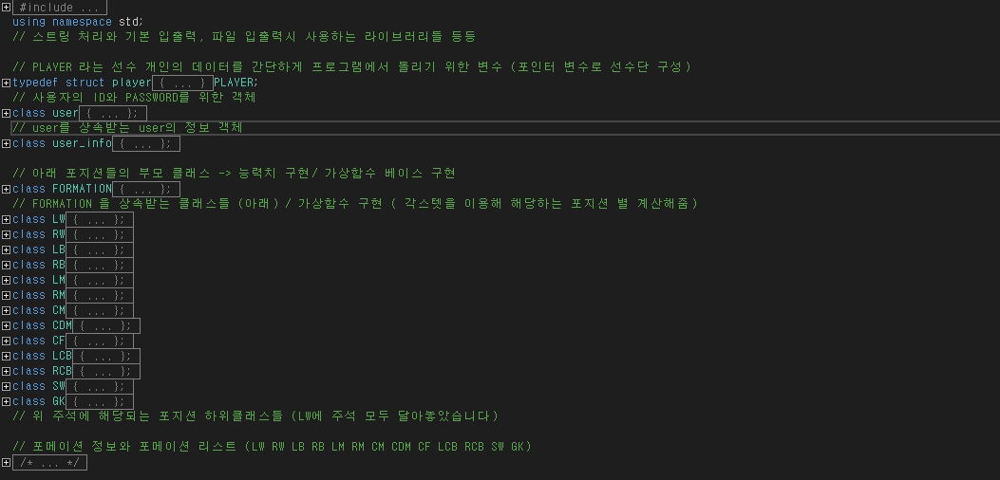 #include ...
using namespace std;
// 스트링 처리와 기본 입출력, 파일 입출력시 사용하는 라이브러리들 등등
// PLAYER 라는 선수 개인의 데이터를 간단하게 프로그램에서 돌리기 위한 변수 (포인터 변수로 선수단 구성)
typedef struct player { ... } PLAYER;
// 사용자의 ID와 PASSWORD를 위한 객체
class user { ... };
// user를 상속받는 user의 정보 객체
class user_info { ... };
// 아래 포지션들의 부모 클래스 -> 능력치 구현/ 가상함수 베이스 구현
class FORMATION { ... };
// FORMATION 을 상속받는 클래스들 (아래) / 가상함수 구현 ( 각스텟을 이용해 해당하는 포지션 별 계산해줌)
class LW { ... };
class RW { ... };
class LB { ... };
class RB { ... };
class LM { ... };
class RM { ... };
class CM { ... };
class CDM { ... };
class CF { ... };
class LCB { ... };
class RCB { ... };
class SW { ... };
class GK { ... };
// 위 주석에 해당되는 포지션 하위클래스들 (LW에 주석 모두 달아놓았습니다)
// 포메이션 정보와 포메이션 리스트 (LW RW LB RB LM RM CM CDM CF LCB RCB SW GK)
/* ... */